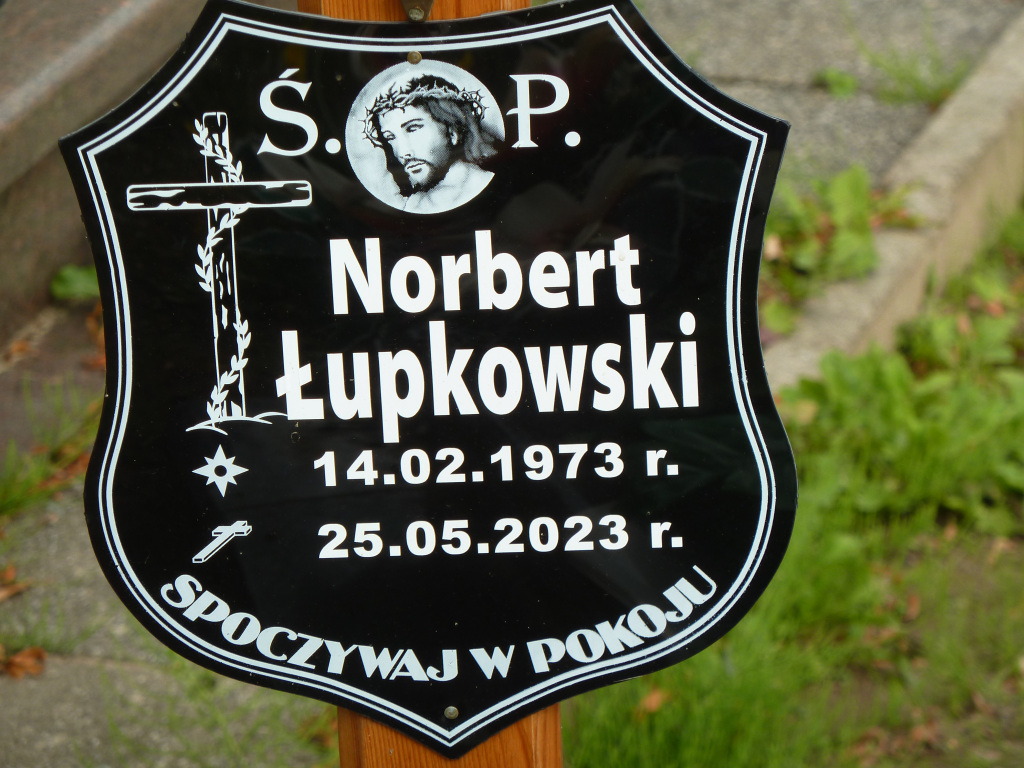 Ś. P.
Norbert
Łupkowski
14.02.1973 r.
25.05.2023 r.
SPOCZYWAJ W POKOJU